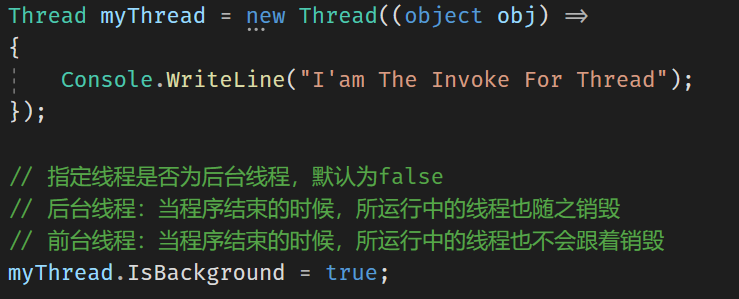 Thread myThread = new Thread((object obj) =>
{
    Console.WriteLine("I'am The Invoke For Thread");
});
// 指定线程是否为后台线程，默认为false
// 后台线程：当程序结束的时候，所运行中的线程也随之销毁
// 前台线程：当程序结束的时候，所运行中的线程也不会跟着销毁
myThread.IsBackground = true;